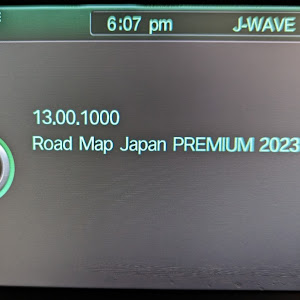 6:07 pm J-WAVE
13.00.1000
Road Map Japan PREMIUM 2023